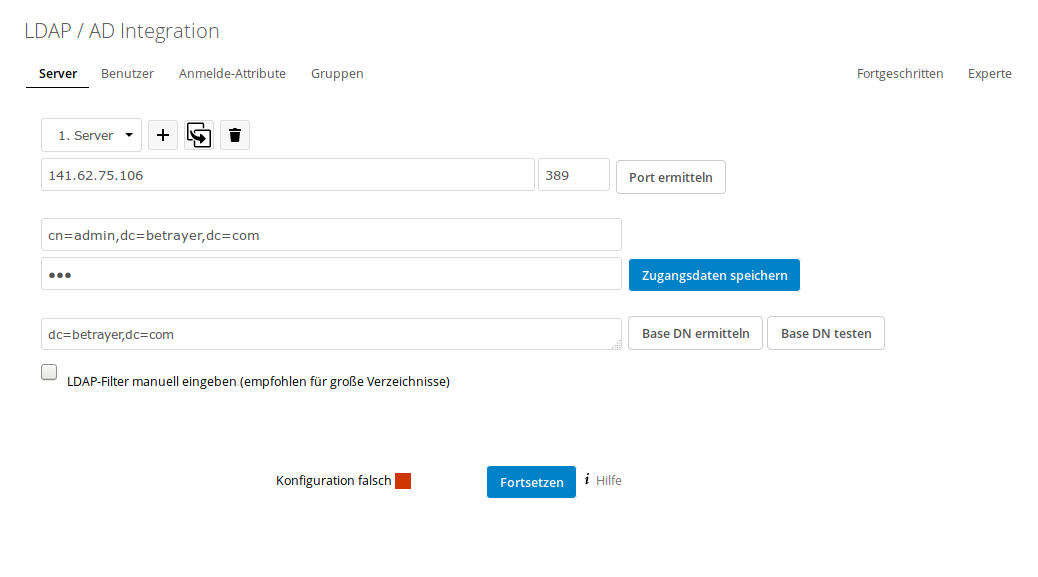 LDAP / AD Integration
Server Benutzer Anmelde-Attribute Gruppen Fortgeschritten Experte
1. Server
141.62.75.106 389 Port ermitteln
cn=admin,dc=betrayer,dc=com
●●● Zugangsdaten speichern
dc=betrayer,dc=com Base DN ermitteln Base DN testen
LDAP-Filter manuell eingeben (empfohlen für große Verzeichnisse)
Konfiguration falsch Fortsetzen i Hilfe